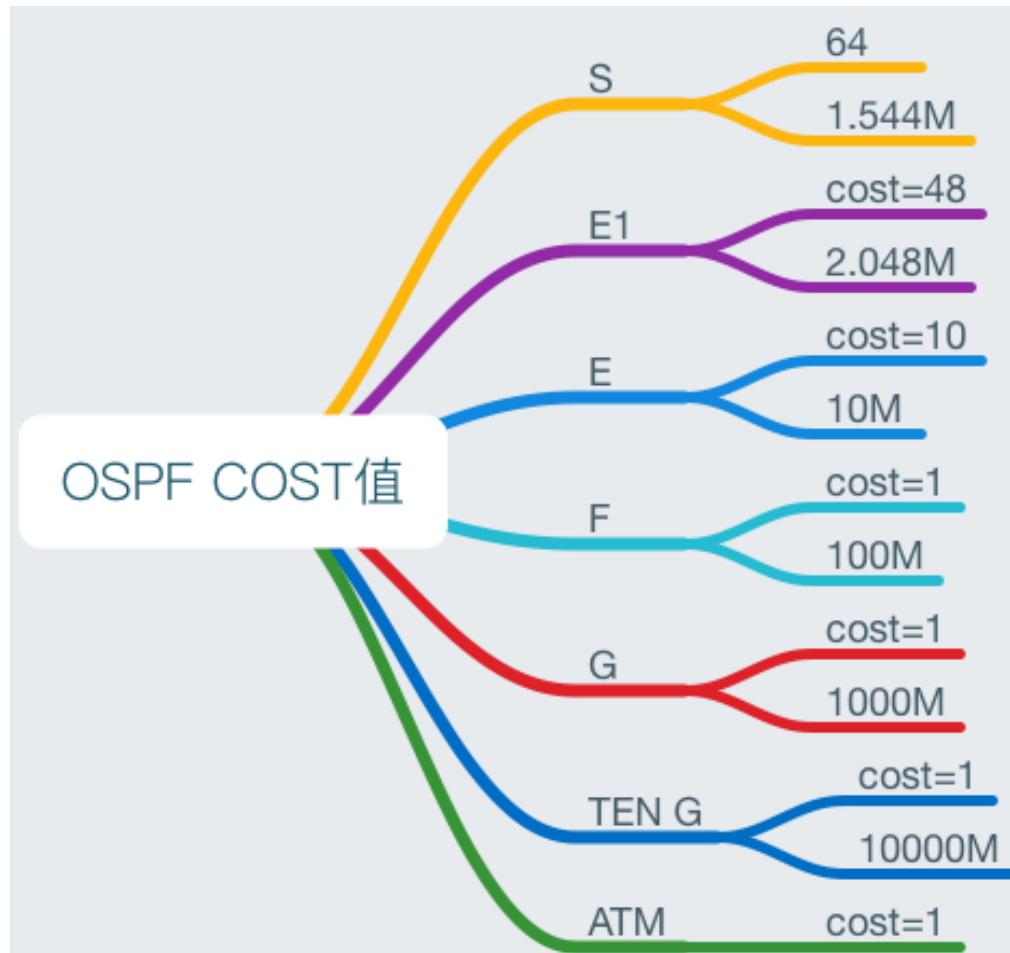 OSPF COST值
S
64
1.544M
E1
cost=48
2.048M
E
cost=10
10M
F
cost=1
100M
G
cost=1
1000M
TEN G
cost=1
10000M
ATM
cost=1